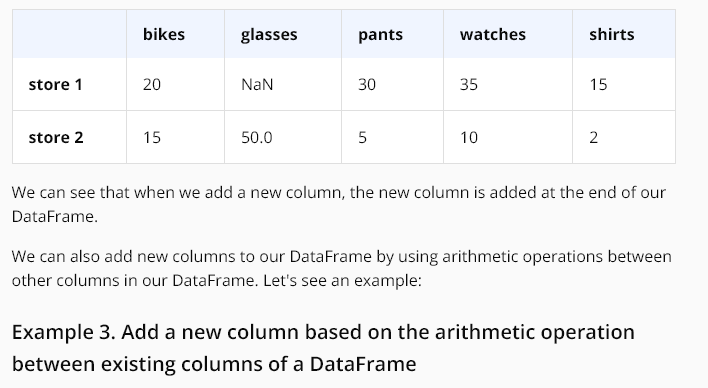 bikes glasses pants watches shirts
store 1 20 NaN 30 35 15
store 2 15 50.0 5 10 2
We can see that when we add a new column, the new column is added at the end of our
DataFrame.
We can also add new columns to our DataFrame by using arithmetic operations between
other columns in our DataFrame. Let's see an example:
Example 3. Add a new column based on the arithmetic operation
between existing columns of a DataFrame